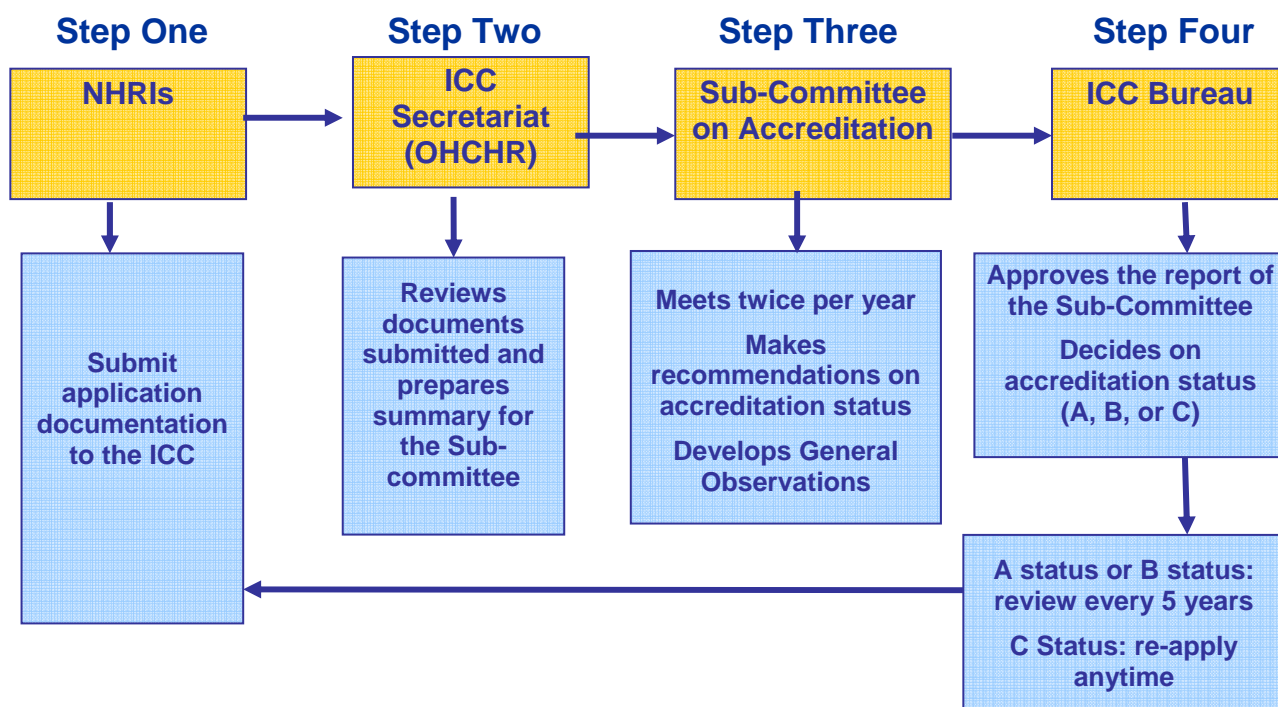 Step One
Step Two
Step Three
Step Four
NHRIs
ICC
Secretariat
(OHCHR)
Sub-Committee
on Accreditation
ICC Bureau
Submit
application
documentation
to the ICC
Reviews
documents
submitted and
prepares
summary for
the Sub-
committee
Meets twice per year
Makes
recommendations on
accreditation status
Develops General
Observations
Approves the report of
the Sub-Committee
Decides on
accreditation status
(A, B, or C)
A status or B status:
review every 5 years
C Status: re-apply
anytime